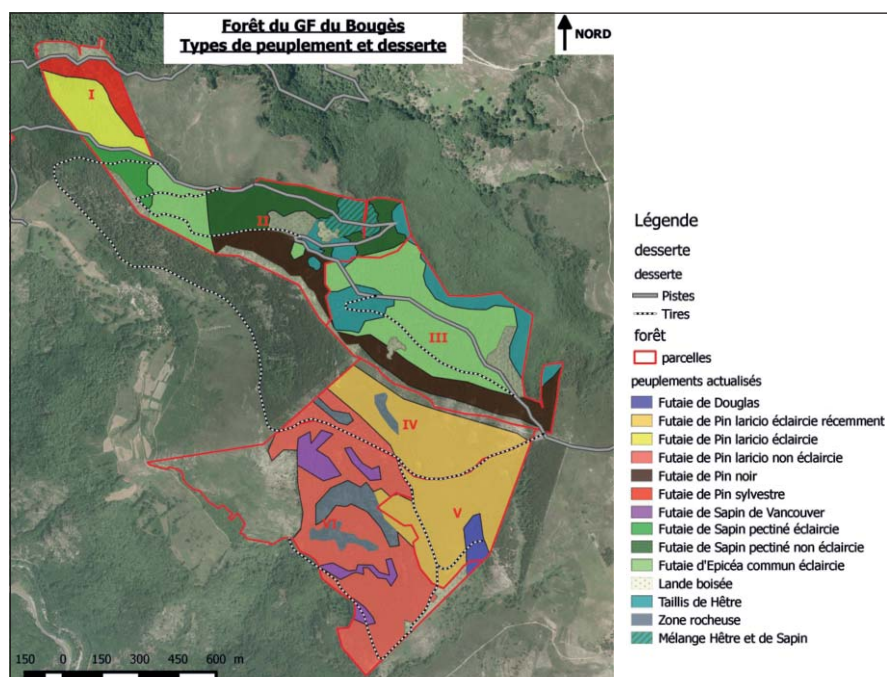 Forêt du GF du Bougès
Types de peuplement et desserte
NORD
I
II
III
IV
V
VI
150 0 150 300 450 600 m
Légende
desserte
desserte
Pistes
Tires
forêt
parcelles
peuplements actualisés
Futaie de Douglas
Futaie de Pin laricio éclaircie récemment
Futaie de Pin laricio éclaircie
Futaie de Pin laricio non éclaircie
Futaie de Pin noir
Futaie de Pin sylvestre
Futaie de Sapin de Vancouver
Futaie de Sapin pectiné éclaircie
Futaie de Sapin pectiné non éclaircie
Futaie d'Epicéa commun éclaircie
Lande boisée
Taillis de Hêtre
Zone rocheuse
Mélange Hêtre et de Sapin